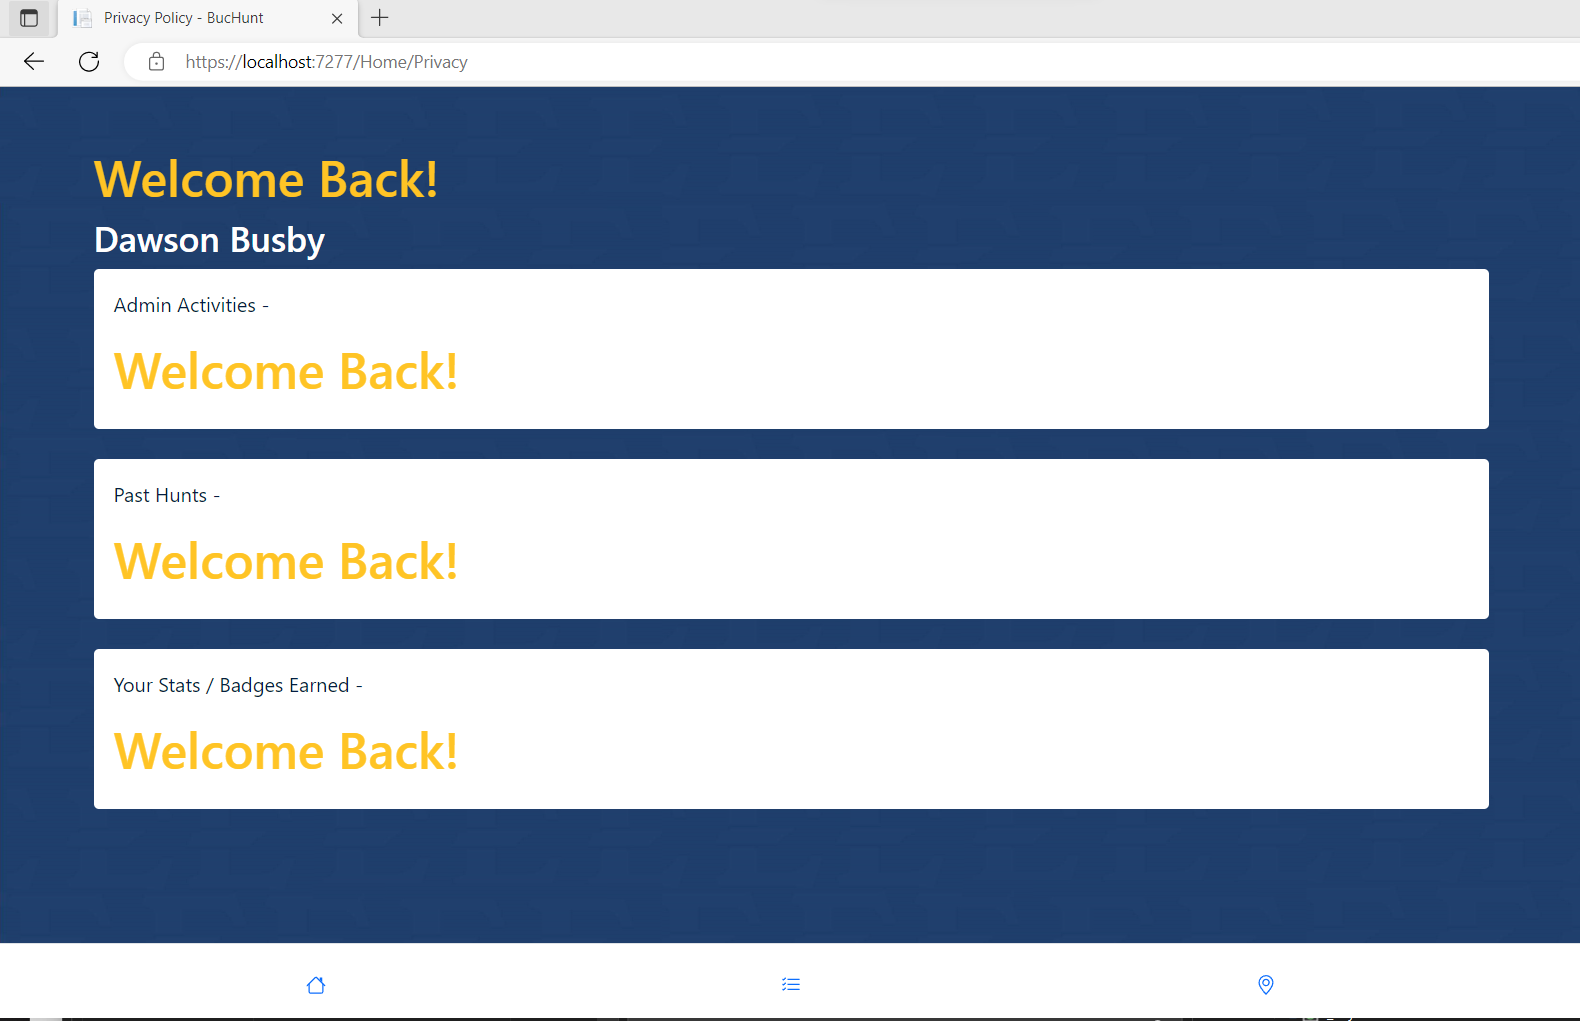 Privacy Policy - BucHunt
https://localhost:7277/Home/Privacy
Welcome Back!
Dawson Busby
Admin Activities -
Welcome Back!
Past Hunts -
Welcome Back!
Your Stats / Badges Earned -
Welcome Back!